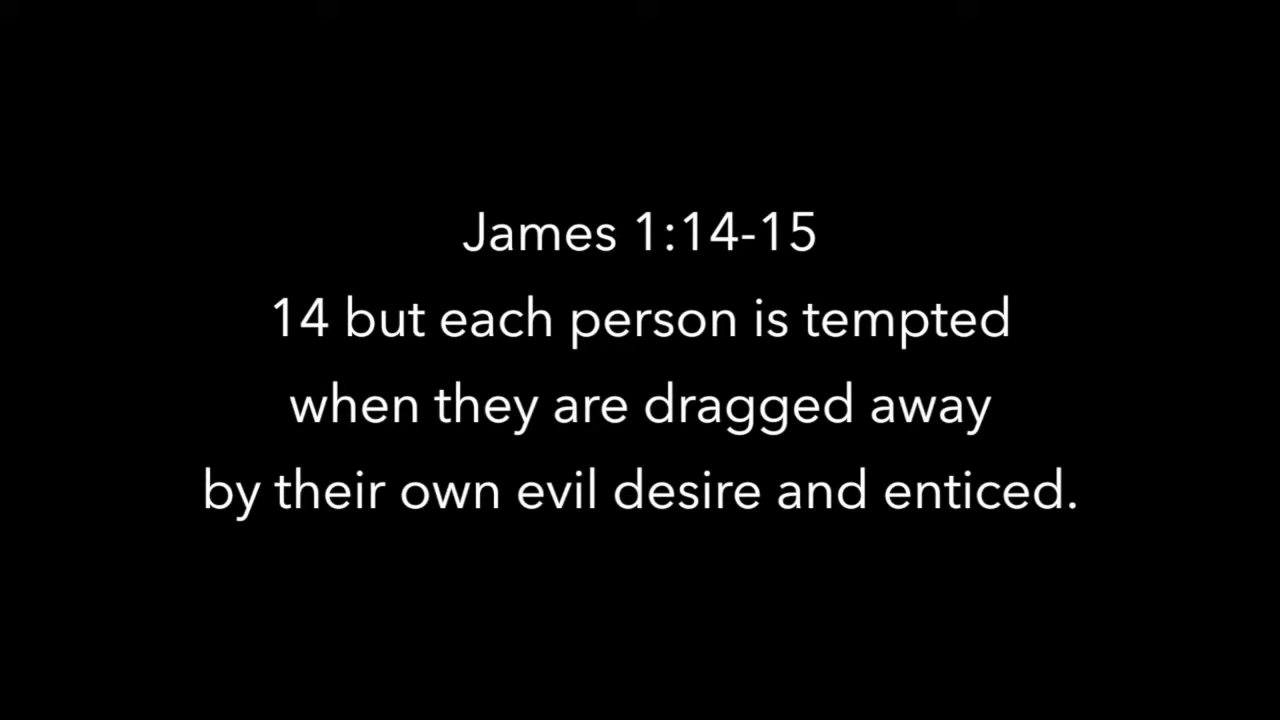 James 1:14-15
14 but each person is tempted
when they are dragged away
by their own evil desire and enticed.